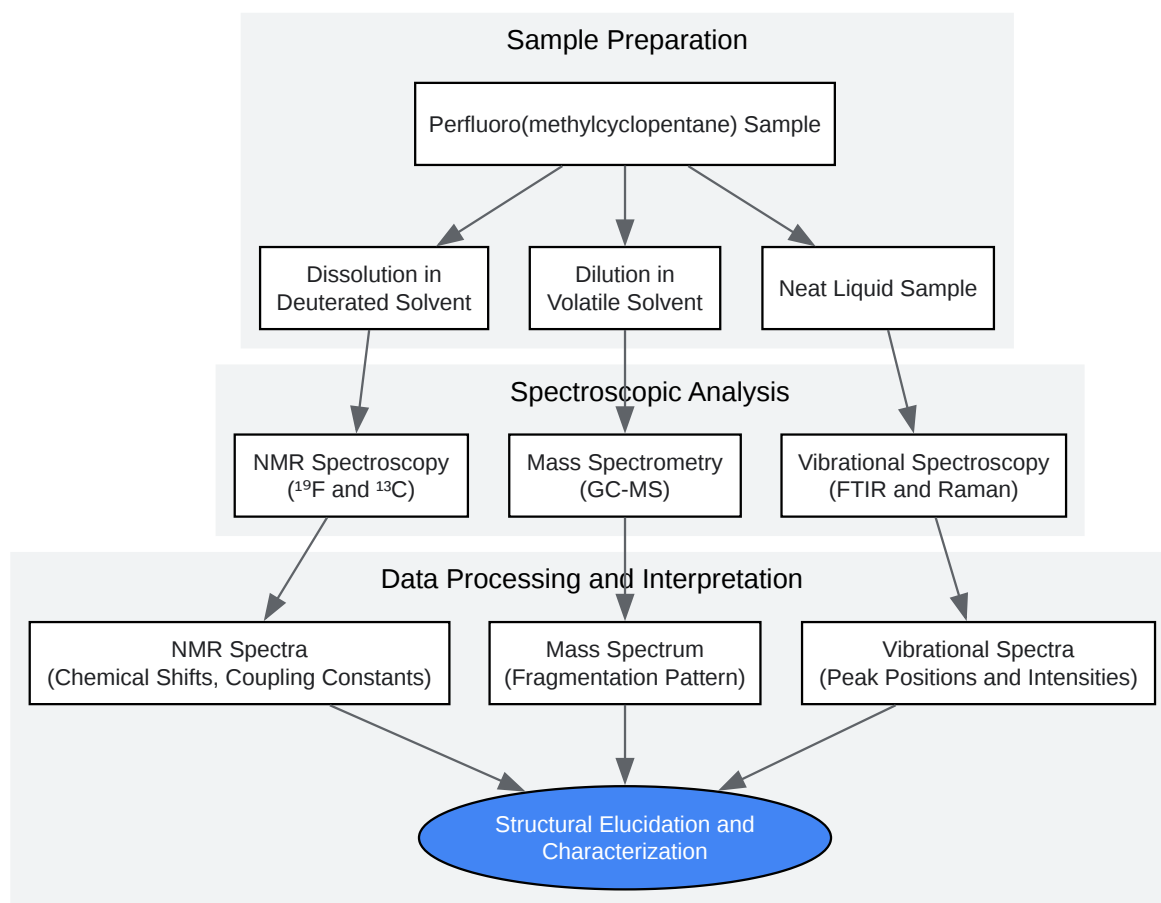 Sample Preparation
Perfluoro(methylcyclopentane) Sample
Dissolution in
Deuterated Solvent
Dilution in
Volatile Solvent
Neat Liquid Sample
Spectroscopic Analysis
NMR Spectroscopy
(¹⁹F and ¹³C)
Mass Spectrometry
(GC-MS)
Vibrational Spectroscopy
(FTIR and Raman)
Data Processing and Interpretation
NMR Spectra
(Chemical Shifts, Coupling Constants)
Mass Spectrum
(Fragmentation Pattern)
Vibrational Spectra
(Peak Positions and Intensities)
Structural Elucidation and
Characterization